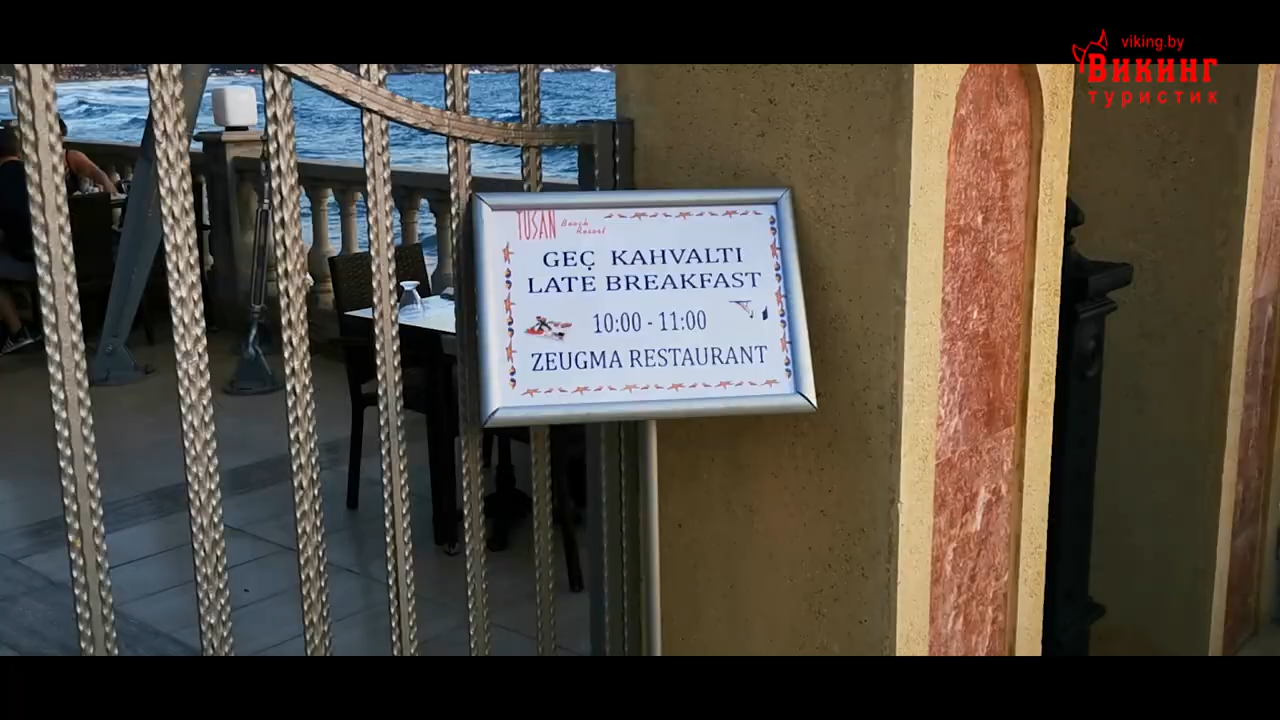 viking.by
Викинг
туристик
TUSAN Beach Resort
GEÇ KAHVALTI
LATE BREAKFAST
10:00 - 11:00
ZEUGMA RESTAURANT